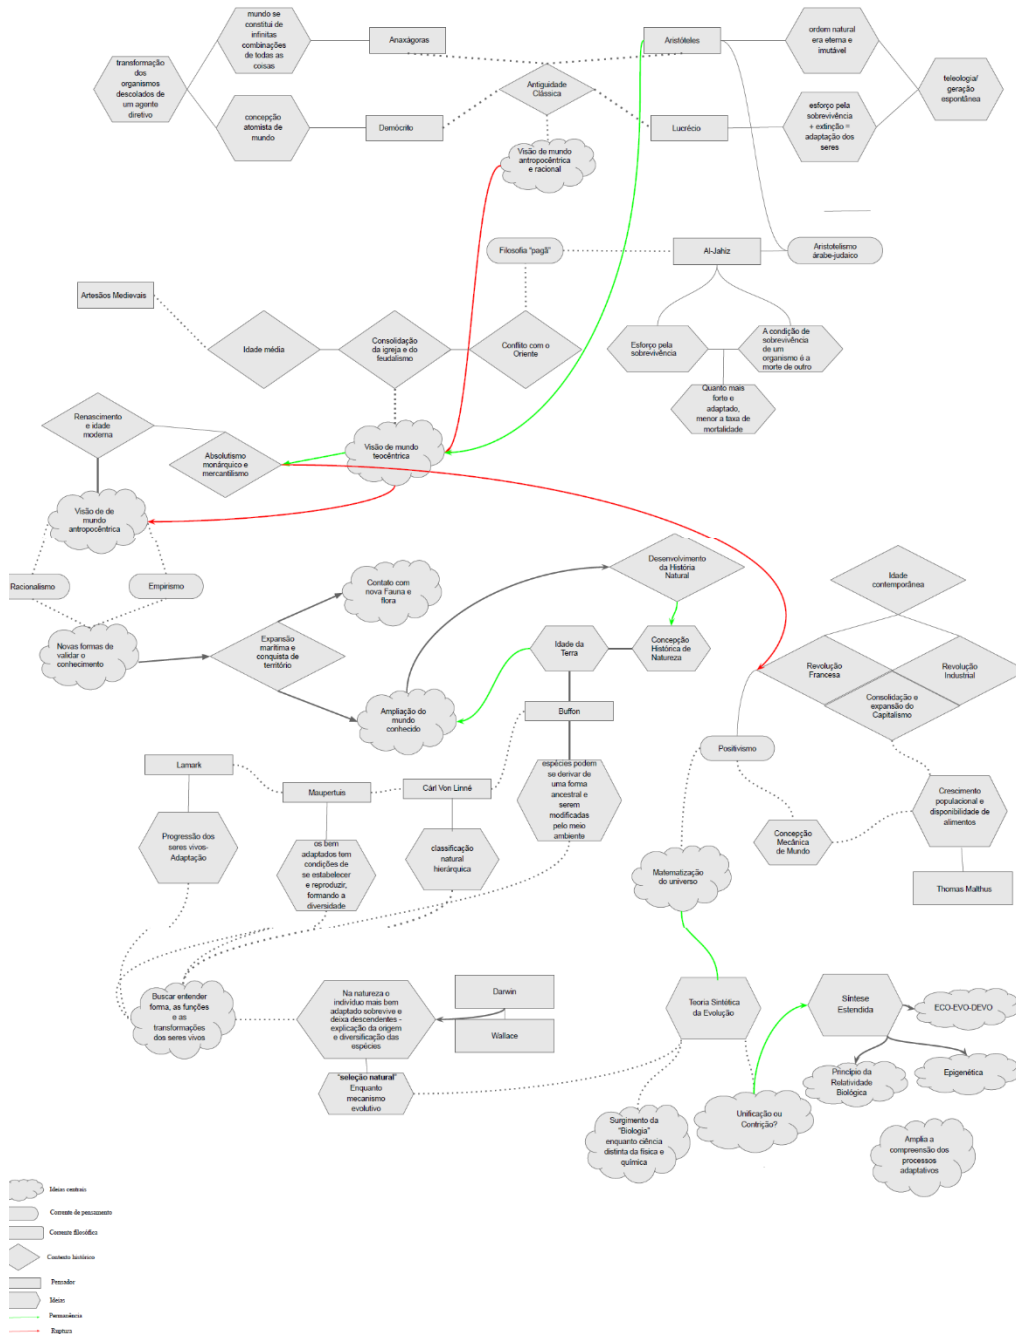 mundo se
constitui de
infinitas
combinações
de todas as
coisas
Anaxágoras
Aristóteles
ordem natural
era eterna e
imutável
transformação
dos
organismos
descolados de
um agente
diretivo
Antiguidade
Clássica
teleologia/
geração
espontânea
concepção
atomista de
mundo
Demócrito
Lucrécio
esforço pela
sobrevivência
+ extinção =
adaptação dos
seres
Visão de mundo
antropocêntrica
e racional
Filosofia "pagã"
Al-Jahiz
Aristotelismo
árabe-judaico
Artesãos Medievais
Idade média
Consolidação
da igreja e do
feudalismo
Conflito com o
Oriente
Esforço pela
sobrevivência
A condição de
sobrevivência
de um
organismo é a
morte de outro
Quanto mais
forte e
adaptado,
menor a taxa de
mortalidade
Renascimento
e idade
moderna
Absolutismo
monárquico e
mercantilismo
Visão de mundo
teocêntrica
Visão de de
mundo
antropocêntrica
Racionalismo
Empirismo
Contato com
nova Fauna e
flora
Desenvolvimento
da História
Natural
Idade
contemporânea
Novas formas de
validar o
conhecimento
Expansão
marítima e
conquista de
território
Idade da
Terra
Concepção
Histórica de
Natureza
Revolução
Francesa
Revolução
Industrial
Consolidação e
expansão do
Capitalismo
Ampliação do
mundo
conhecido
Buffon
Positivismo
Lamark
Maupertuis
Cárl Von Linné
espécies podem
se derivar de
uma forma
ancestral e
serem
modificadas
pelo meio
ambiente
Crescimento
populacional e
disponibilidade de
alimentos
Progressão dos
seres vivos-
Adaptação
os bem
adaptados tem
condições de
se estabelecer
e reproduzir,
formando a
diversidade
classificação
natural
hierárquica
Concepção
Mecânica
de Mundo
Matematização
do universo
Thomas Malthus
Buscar entender
forma, as funções
e as
transformações
dos seres vivos
Na natureza o
indivíduo mais bem
adaptado sobrevive e
deixa descendentes -
explicação da origem
e diversificação das
espécies
Darwin
Wallace
Teoria Sintética
da Evolução
Síntese
Estendida
ECO-EVO-DEVO
"seleção natural"
Enquanto
mecanismo
evolutivo
Princípio da
Relatividade
Biológica
Epigenética
Surgimento da
"Biologia"
enquanto ciência
distinta da física e
química
Unificação ou
Contrição?
Amplia a
compreensão dos
processos
adaptativos
Ideias centrais
Corrente de pensamento
Corrente filosófica
Contexto histórico
Pensador
Ideias
Permanência
Ruptura